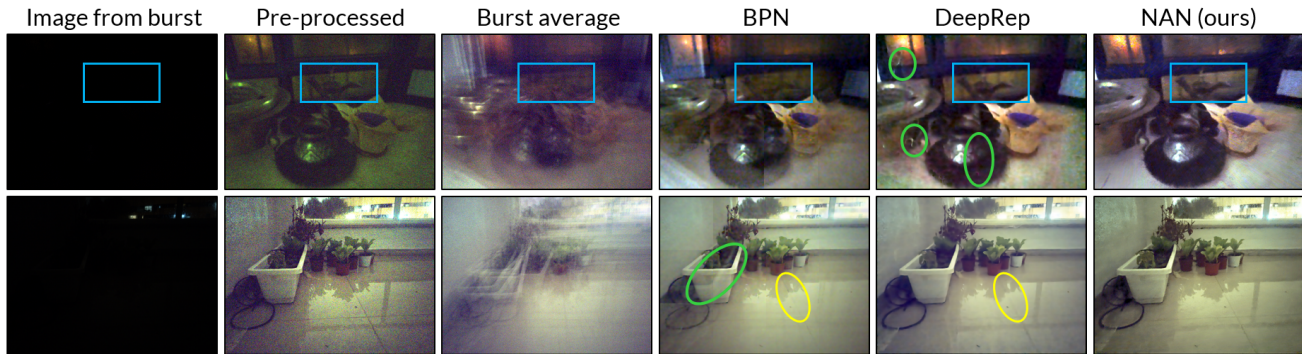 Image from burst
Pre-processed
Burst average
BPN
DeepRep
NAN (ours)